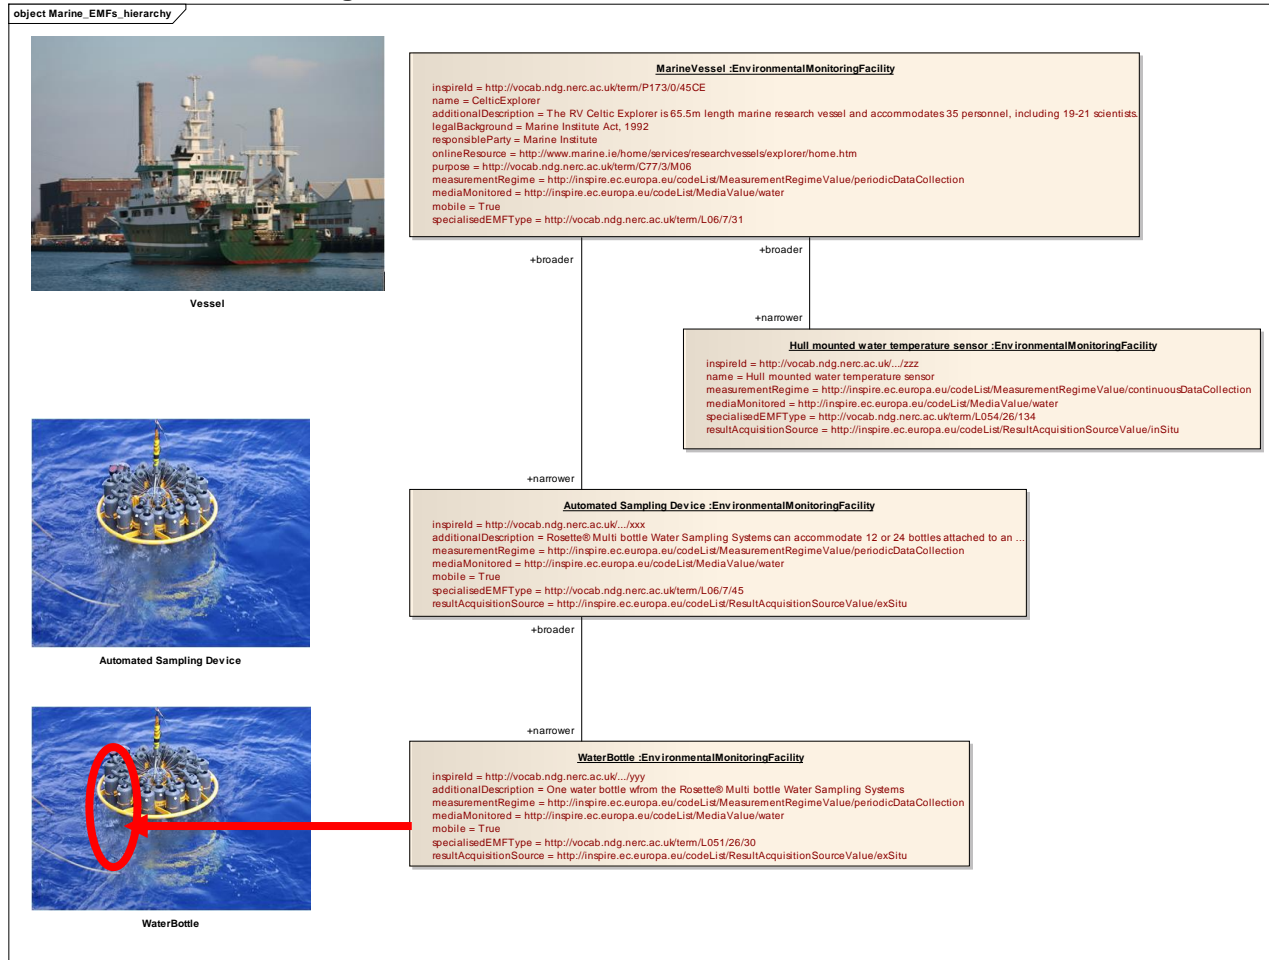 object Marine_EMFs_hierarchy
Vessel
MarineVessel :EnvironmentalMonitoringFacility
inspireId = http://vocab.ndg.nerc.ac.uk/term/P173/0/45CE
name = CelticExplorer
additionalDescription = The RV Celtic Explorer is 65.5m length marine research vessel and accommodates 35 personnel, including 19-21 scientists.
legalBackground = Marine Institute Act, 1992
responsibleParty = Marine Institute
onlineResource = http://www.marine.ie/home/services/researchvessels/explorer/home.htm
purpose = http://vocab.ndg.nerc.ac.uk/term/C77/3/M06
measurementRegime = http://inspire.ec.europa.eu/codeList/MeasurementRegimeValue/periodicDataCollection
mediaMonitored = http://inspire.ec.europa.eu/codeList/MediaValue/water
mobile = True
specialisedEMFType = http://vocab.ndg.nerc.ac.uk/term/L06/7/31
+broader
+broader
+narrower
Hull mounted water temperature sensor :EnvironmentalMonitoringFacility
inspireId = http://vocab.ndg.nerc.ac.uk/.../zzz
name = Hull mounted water temperature sensor
measurementRegime = http://inspire.ec.europa.eu/codeList/MeasurementRegimeValue/continuousDataCollection
mediaMonitored = http://inspire.ec.europa.eu/codeList/MediaValue/water
specialisedEMFType = http://vocab.ndg.nerc.ac.uk/term/L054/26/134
resultAcquisitionSource = http://inspire.ec.europa.eu/codeList/ResultAcquisitionSourceValue/inSitu
+narrower
Automated Sampling Device :EnvironmentalMonitoringFacility
inspireId = http://vocab.ndg.nerc.ac.uk/.../xxx
additionalDescription = Rosette® Multi bottle Water Sampling Systems can accommodate 12 or 24 bottles attached to an ...
measurementRegime = http://inspire.ec.europa.eu/codeList/MeasurementRegimeValue/periodicDataCollection
mediaMonitored = http://inspire.ec.europa.eu/codeList/MediaValue/water
mobile = True
specialisedEMFType = http://vocab.ndg.nerc.ac.uk/term/L06/7/45
resultAcquisitionSource = http://inspire.ec.europa.eu/codeList/ResultAcquisitionSourceValue/exSitu
Automated Sampling Device
+broader
+narrower
WaterBottle :EnvironmentalMonitoringFacility
inspireId = http://vocab.ndg.nerc.ac.uk/.../yyy
additionalDescription = One water bottle wfrom the Rosette® Multi bottle Water Sampling Systems
measurementRegime = http://inspire.ec.europa.eu/codeList/MeasurementRegimeValue/periodicDataCollection
mediaMonitored = http://inspire.ec.europa.eu/codeList/MediaValue/water
mobile = True
specialisedEMFType = http://vocab.ndg.nerc.ac.uk/term/L051/26/30
resultAcquisitionSource = http://inspire.ec.europa.eu/codeList/ResultAcquisitionSourceValue/exSitu
WaterBottle